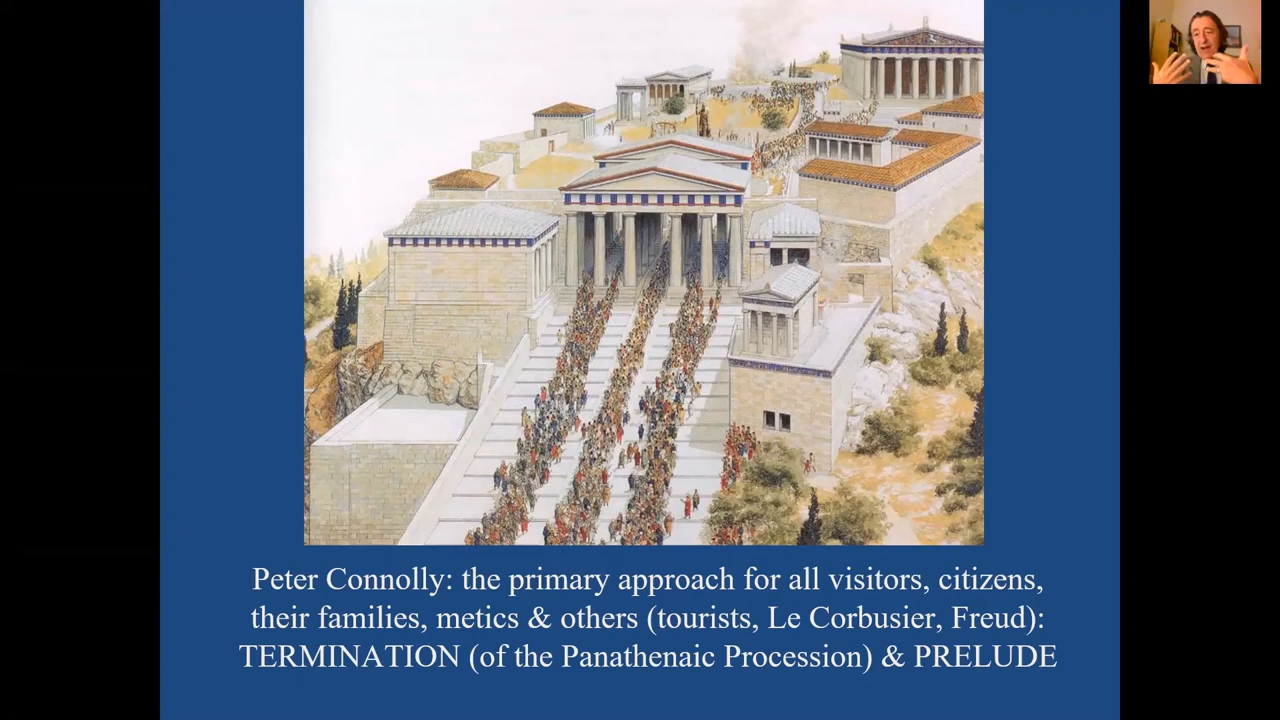 Peter Connolly: the primary approach for all visitors, citizens,
their families, metics & others (tourists, Le Corbusier, Freud):
TERMINATION (of the Panathenaic Procession) & PRELUDE